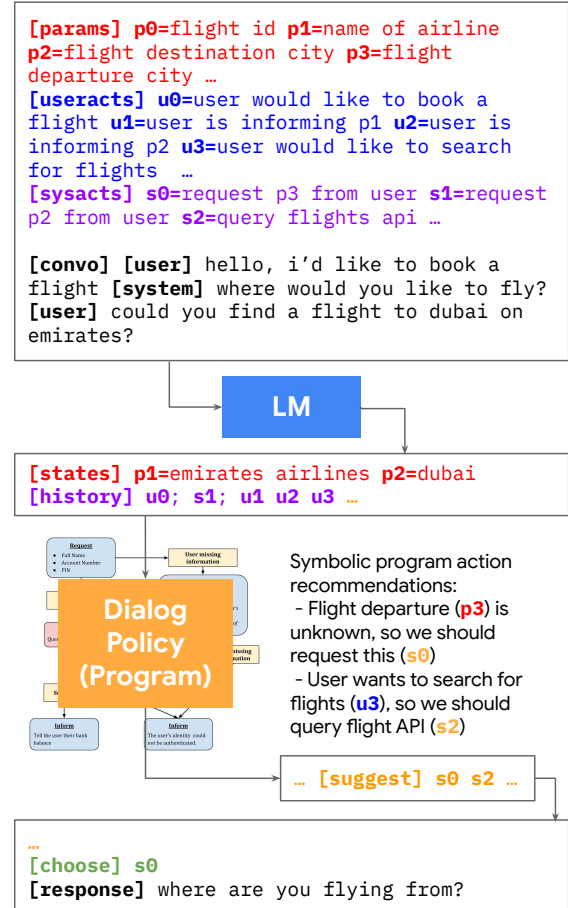 [params] p0=flight id p1=name of airline
p2=flight destination city p3=flight
departure city …
[useracts] u0=user would like to book a
flight u1=user is informing p1 u2=user is
informing p2 u3=user would like to search
for flights …
[sysacts] s0=request p3 from user s1=request
p2 from user s2=query flights api …
[convo] [user] hello, i’d like to book a
flight [system] where would you like to fly?
[user] could you find a flight to dubai on
emirates?
LM
[states] p1=emirates airlines p2=dubai
[history] u0; s1; u1 u2 u3 …
Request
• Full Name
• Account Number
• PIN
User missing
information
Dialog
Policy
(Program)
Inform
Tell the user their bank
balance
Inform
The user's identity could
not be authenticated.
Symbolic program action
recommendations:
- Flight departure (p3) is
unknown, so we should
request this (s0)
- User wants to search for
flights (u3), so we should
query flight API (s2)
… [suggest] s0 s2 …
…
[choose] s0
[response] where are you flying from?